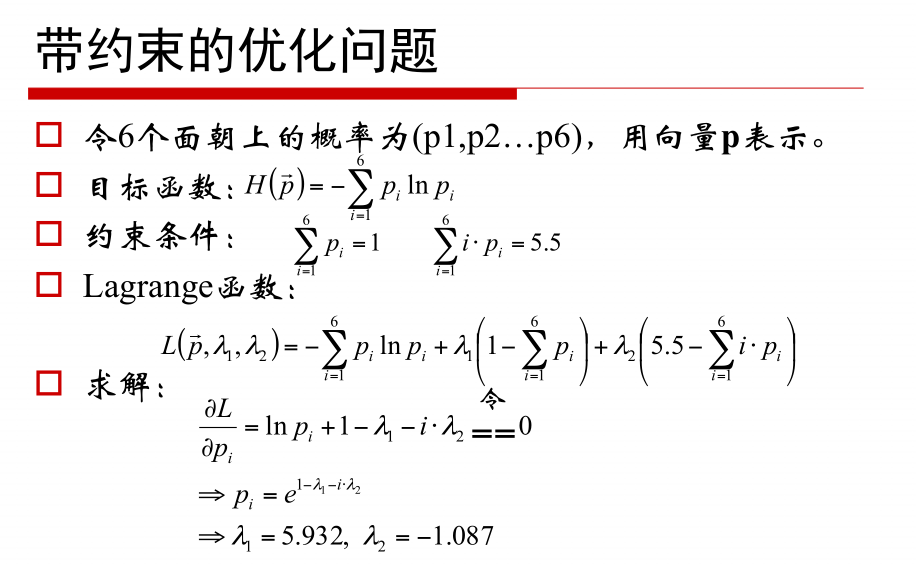 带约束的优化问题
令6个面朝上的概率为(p1,p2…p6)，用向量p表示。
目标函数：$H(\vec{p}) = -\sum_{i=1}^{6} p_i \ln p_i$
约束条件：$\sum_{i=1}^{6} p_i = 1$ $\sum_{i=1}^{6} i \cdot p_i = 5.5$
Lagrange函数：
$L(\vec{p}, \lambda_1, \lambda_2) = -\sum_{i=1}^{6} p_i \ln p_i + \lambda_1 \left(1 - \sum_{i=1}^{6} p_i\right) + \lambda_2 \left(5.5 - \sum_{i=1}^{6} i \cdot p_i\right)$
求解：
$\frac{\partial L}{\partial p_i} = \ln p_i + 1 - \lambda_1 - i \cdot \lambda_2 \overset{令}{==} 0$
$\Rightarrow p_i = e^{1 - \lambda_1 - i \cdot \lambda_2}$
$\Rightarrow \lambda_1 = 5.932, \lambda_2 = -1.087$